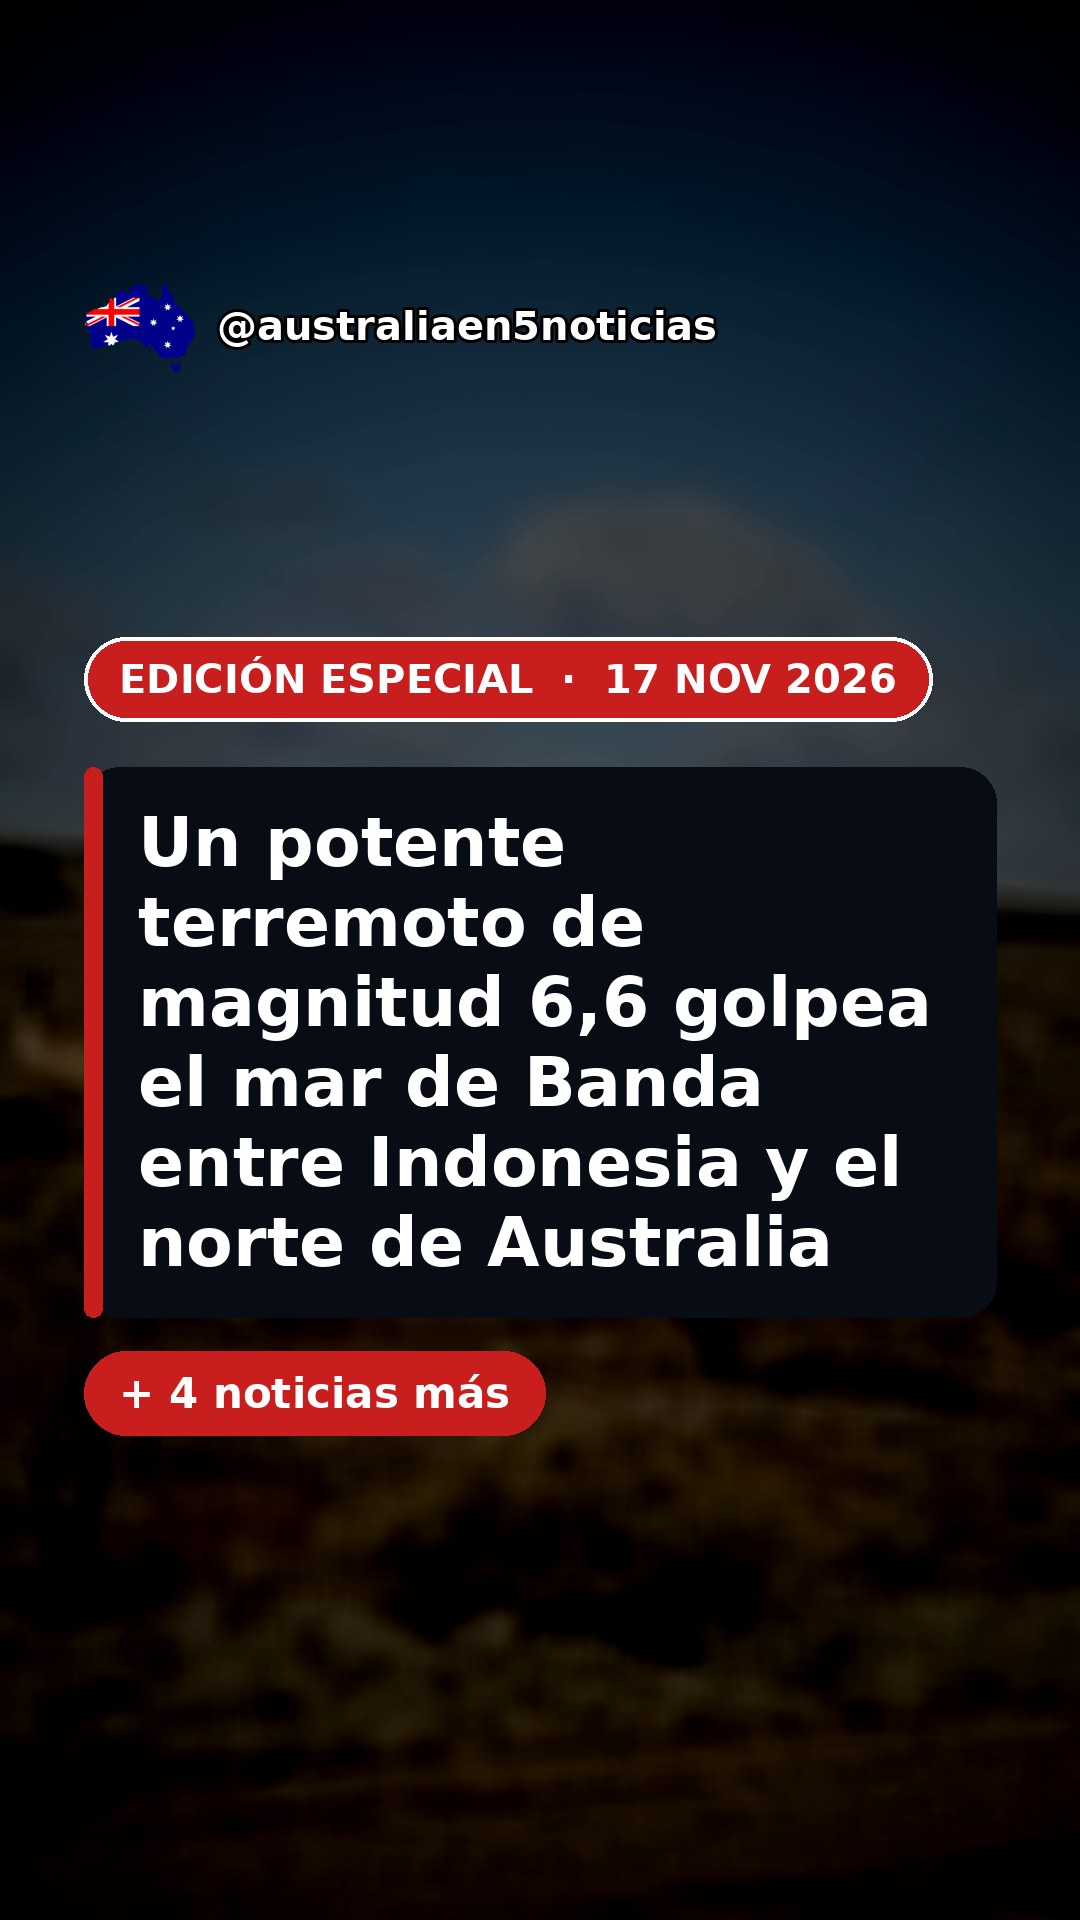 @australiaen5noticias
EDICIÓN ESPECIAL · 17 NOV 2026
Un potente
terremoto de
magnitud 6,6 golpea
el mar de Banda
entre Indonesia y el
norte de Australia
+ 4 noticias más